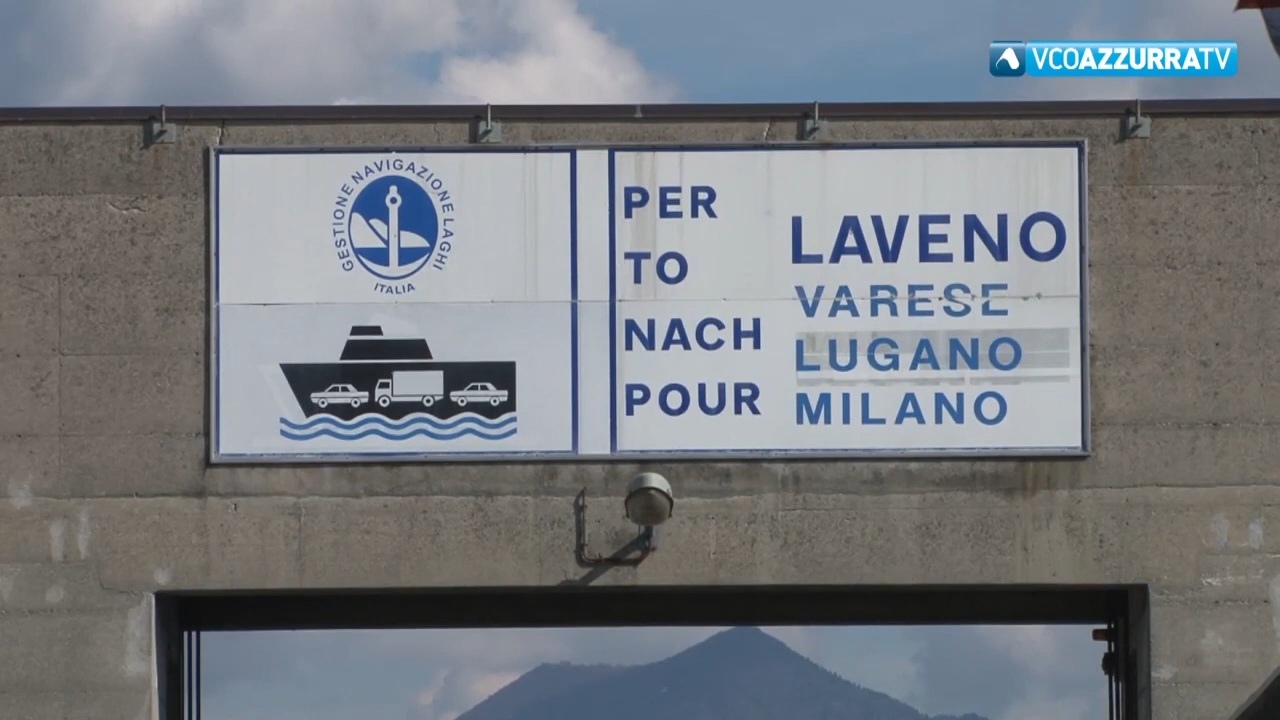 VCOAZZURRATV
GESTIONE NAVIGAZIONE LAGHI
ITALIA
PER
TO
NACH
POUR
LAVENO
VARESE
LUGANO
MILANO